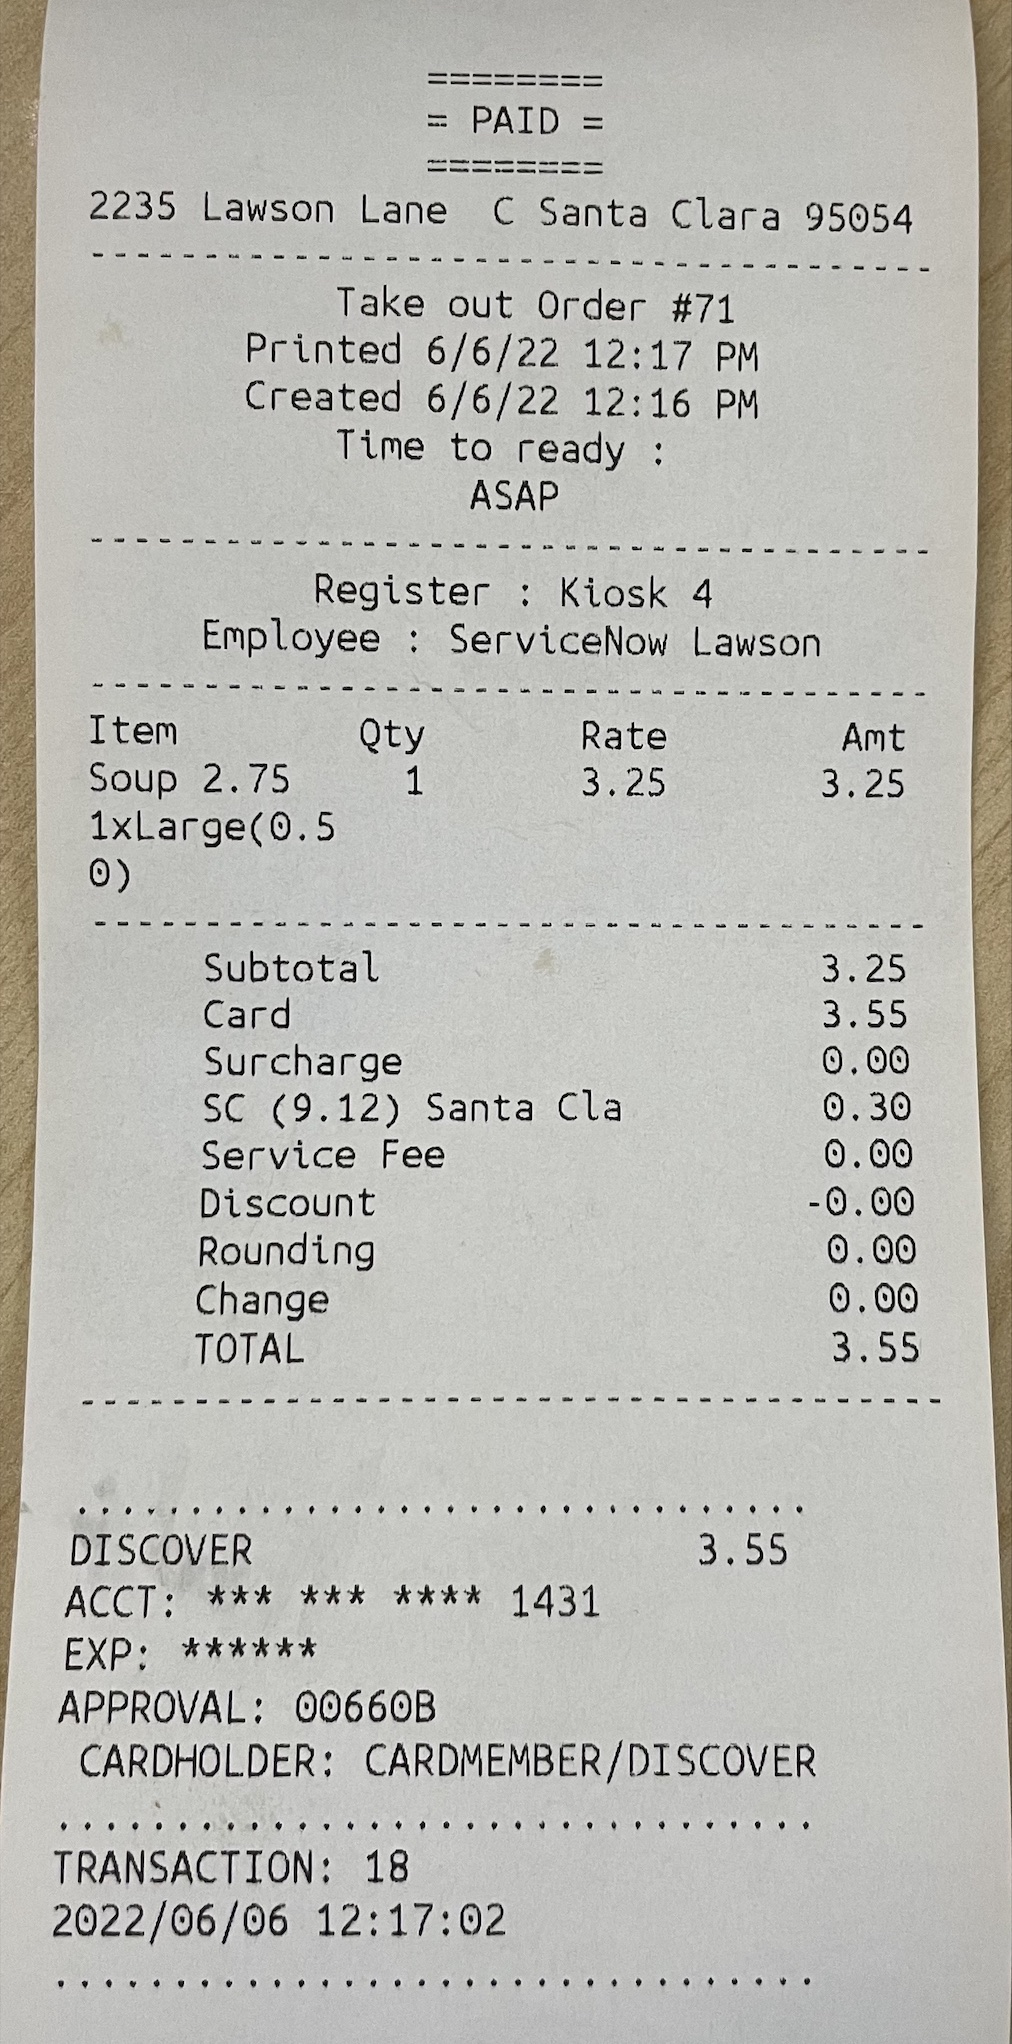 ========
= PAID =
========
2235 Lawson Lane  C Santa Clara 95054
-------------------------------------
Take out Order #71
Printed 6/6/22 12:17 PM
Created 6/6/22 12:16 PM
Time to ready :
ASAP
-------------------------------------
Register : Kiosk 4
Employee : ServiceNow Lawson
-------------------------------------
Item Qty Rate Amt
Soup 2.75 1 3.25 3.25
1xLarge(0.5
0)
-------------------------------------
Subtotal 3.25
Card 3.55
Surcharge 0.00
SC (9.12) Santa Cla 0.30
Service Fee 0.00
Discount -0.00
Rounding 0.00
Change 0.00
TOTAL 3.55
-------------------------------------
................................
DISCOVER 3.55
ACCT: *** *** **** 1431
EXP: ******
APPROVAL: 00660B
CARDHOLDER: CARDMEMBER/DISCOVER
................................
TRANSACTION: 18
2022/06/06 12:17:02
................................